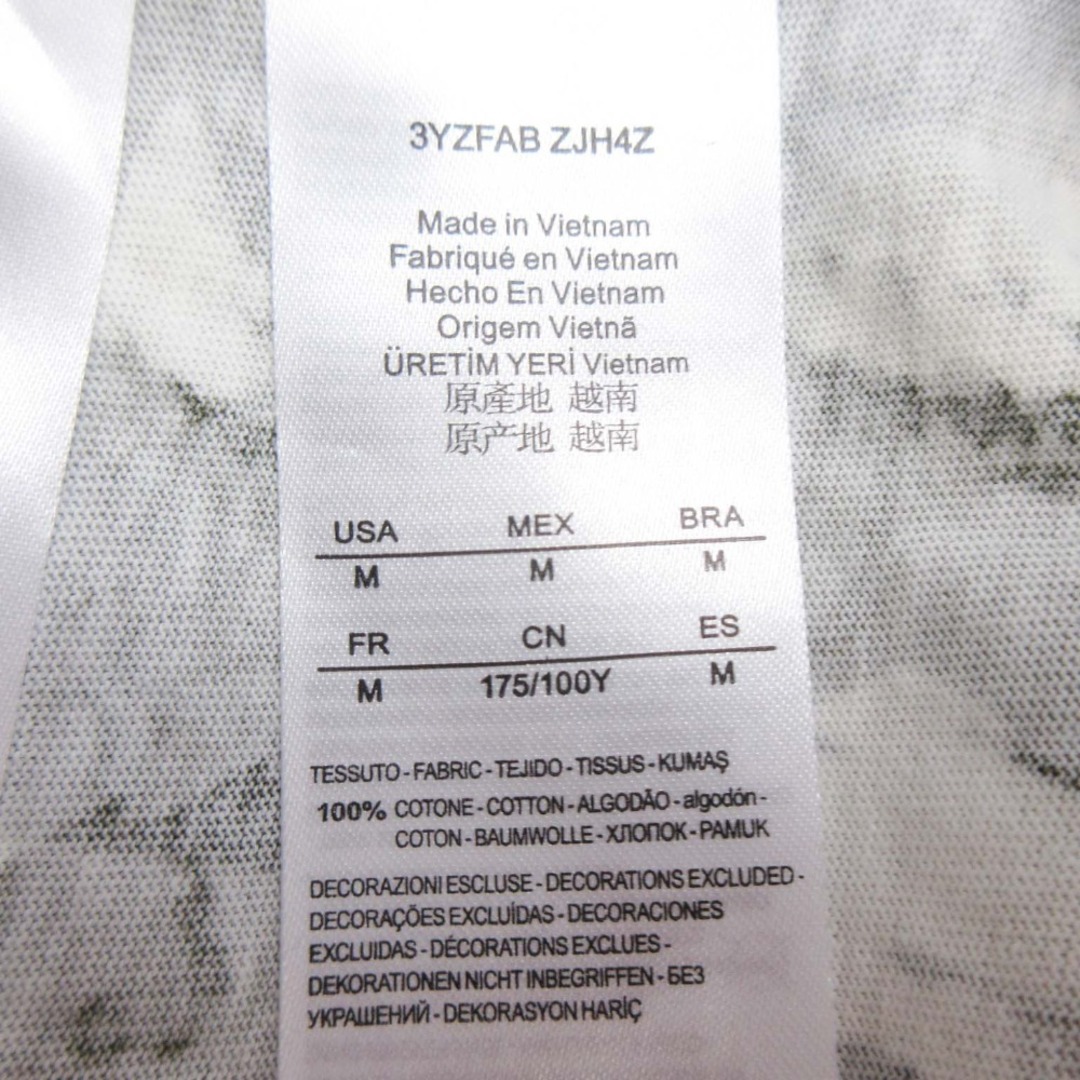 3YZFAB ZJH4Z
Made in Vietnam
Fabriqué en Vietnam
Hecho En Vietnam
Origem Vietnã
ÜRETİM YERİ Vietnam
原產地 越南
原产地 越南
USA MEX BRA
M M M
FR CN ES
M 175/100Y M
TESSUTO - FABRIC - TEJIDO - TISSUS - KUMAŞ
100% COTONE - COTTON - ALGODÃO - algodón -
COTON - BAUMWOLLE - ХЛОПОК - PAMUK
DECORAZIONI ESCLUSE - DECORATIONS EXCLUDED -
DECORAÇÕES EXCLUÍDAS - DECORACIONES
EXCLUIDAS - DÉCORATIONS EXCLUES -
DEKORATIONEN NICHT INBEGRIFFEN - БЕЗ
УКРАШЕНИЙ - DEKORASYON HARİÇ